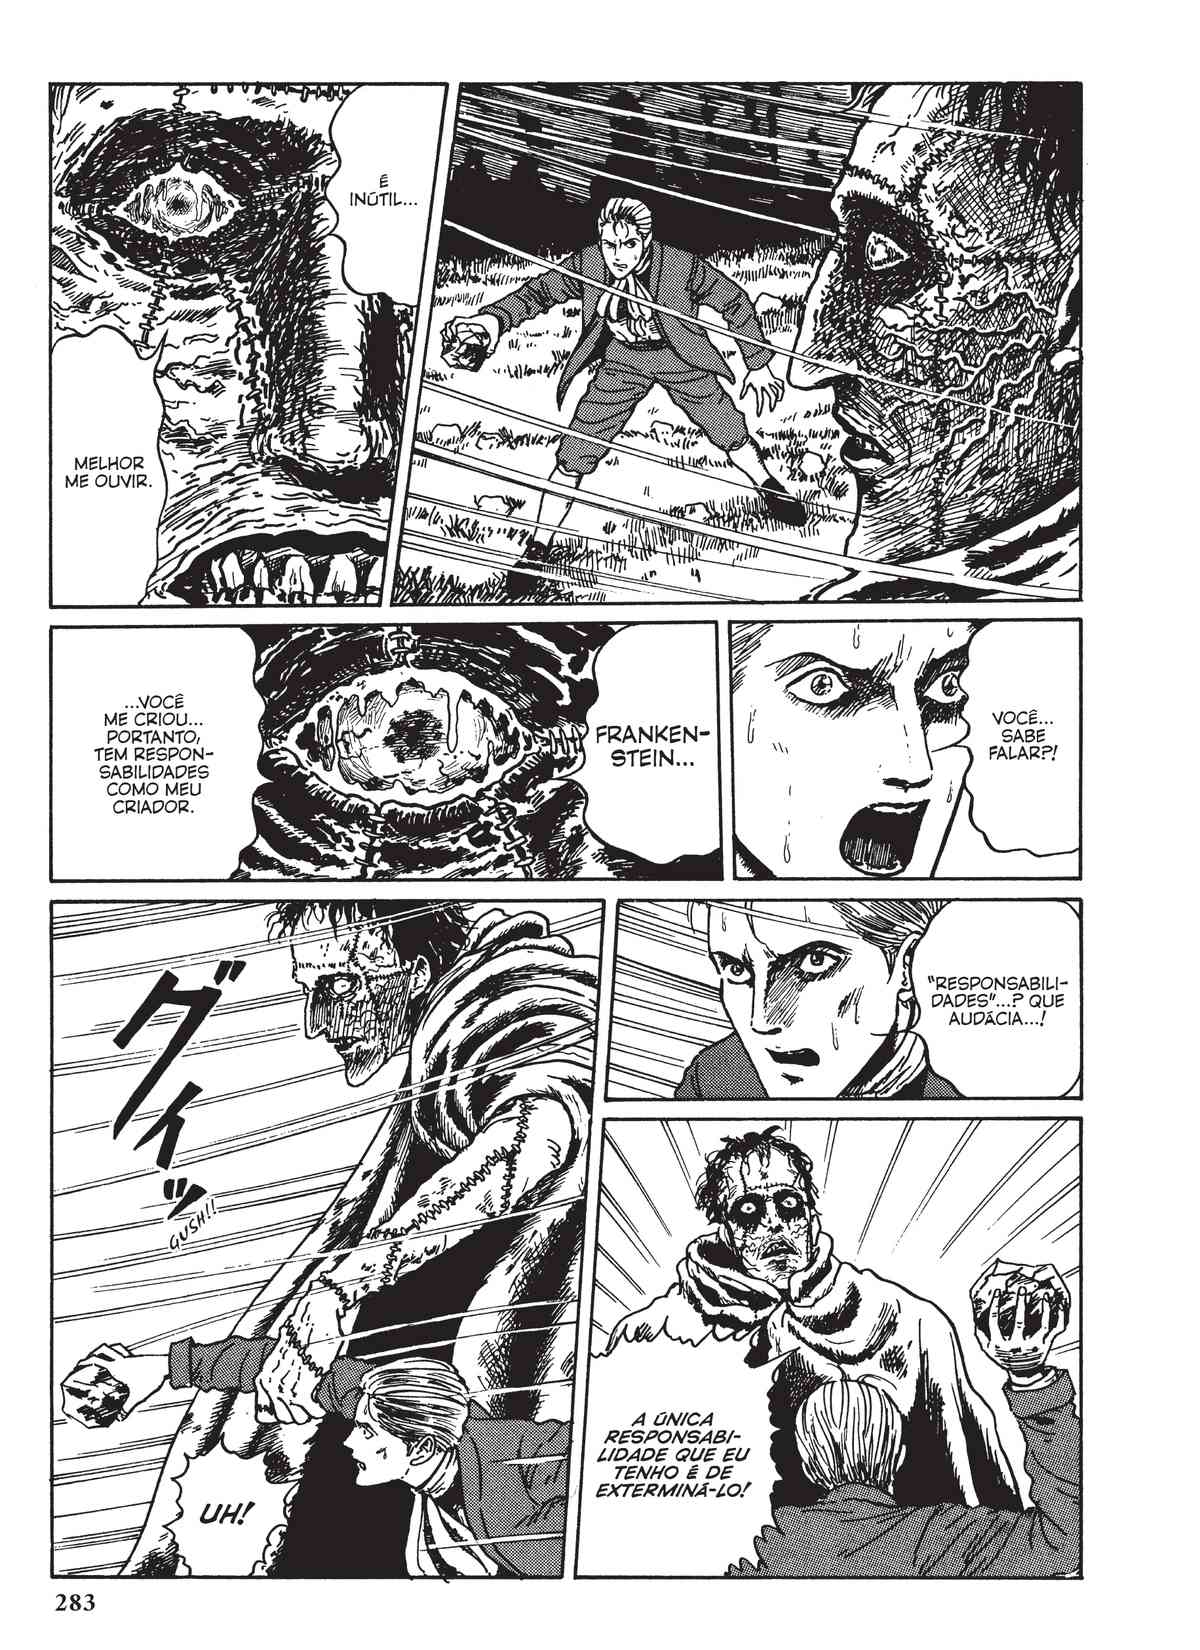 É
INÚTIL...
MELHOR
ME OUVIR.
VOCÊ...
SABE
FALAR?!
FRANKEN-
STEIN...
...VOCÊ
ME CRIOU...
PORTANTO,
TEM RESPON-
SABILIDADES
COMO MEU
CRIADOR.
“RESPONSABILI-
DADES”...? QUE
AUDÁCIA...!
A ÚNICA
RESPONSABI-
LIDADE QUE EU
TENHO É DE
EXTERMINÁ-LO!
グイッ
GUSH!!
UH!
283